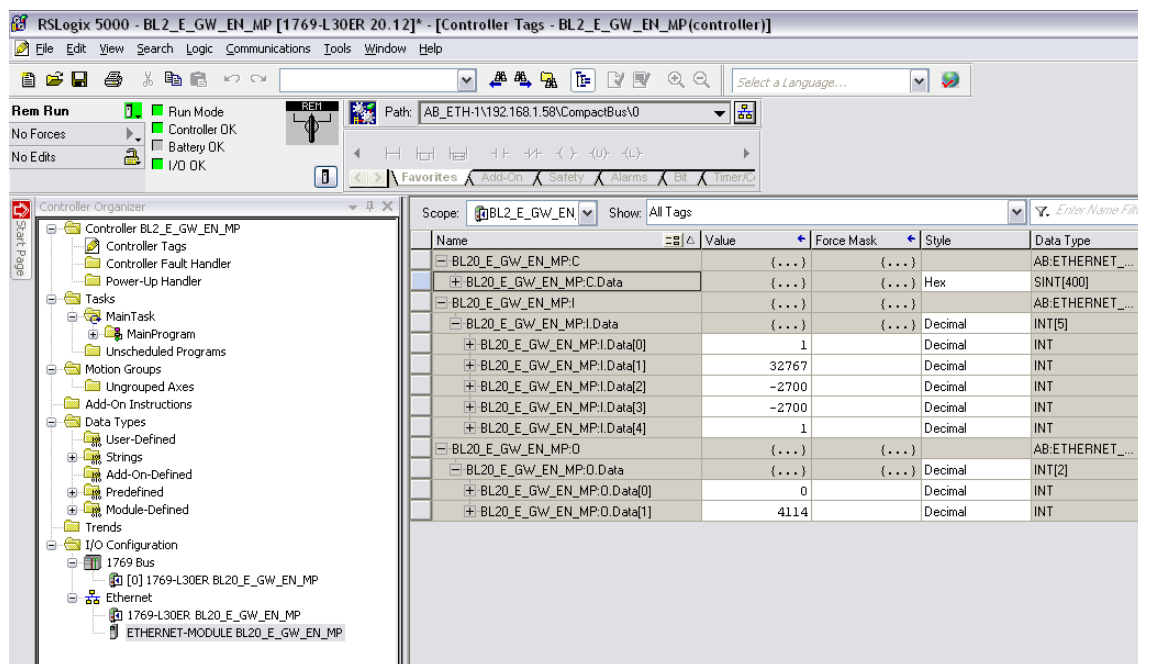 RSLogix 5000 - BL2_E_GW_EN_MP [1769-L30ER 20.12]* - [Controller Tags - BL2_E_GW_EN_MP(controller)]
File Edit View Search Logic Communications Tools Window Help
Select a Language...
Rem Run
Run Mode
No Forces
Controller OK
Battery OK
No Edits
I/O OK
REM
Path: AB_ETH-1\192.168.1.58\CompactBus\0
Favorites Add-On Safety Alarms Bit Timer/C
Start Page
Controller Organizer
Controller BL2_E_GW_EN_MP
Controller Tags
Controller Fault Handler
Power-Up Handler
Tasks
MainTask
MainProgram
Unscheduled Programs
Motion Groups
Ungrouped Axes
Add-On Instructions
Data Types
User-Defined
Strings
Add-On-Defined
Predefined
Module-Defined
Trends
I/O Configuration
1769 Bus
[0] 1769-L30ER BL20_E_GW_EN_MP
Ethernet
1769-L30ER BL20_E_GW_EN_MP
ETHERNET-MODULE BL20_E_GW_EN_MP
Scope: BL2_E_GW_EN_ Show: All Tags Enter Name Filt
Name Value Force Mask Style Data Type
BL20_E_GW_EN_MP:C {...} {...} AB:ETHERNET_...
BL20_E_GW_EN_MP:C.Data {...} {...} Hex SINT[400]
BL20_E_GW_EN_MP:I {...} {...} AB:ETHERNET_...
BL20_E_GW_EN_MP:I.Data {...} {...} Decimal INT[5]
BL20_E_GW_EN_MP:I.Data[0] 1 Decimal INT
BL20_E_GW_EN_MP:I.Data[1] 32767 Decimal INT
BL20_E_GW_EN_MP:I.Data[2] -2700 Decimal INT
BL20_E_GW_EN_MP:I.Data[3] -2700 Decimal INT
BL20_E_GW_EN_MP:I.Data[4] 1 Decimal INT
BL20_E_GW_EN_MP:O {...} {...} AB:ETHERNET_...
BL20_E_GW_EN_MP:O.Data {...} {...} Decimal INT[2]
BL20_E_GW_EN_MP:O.Data[0] 0 Decimal INT
BL20_E_GW_EN_MP:O.Data[1] 4114 Decimal INT